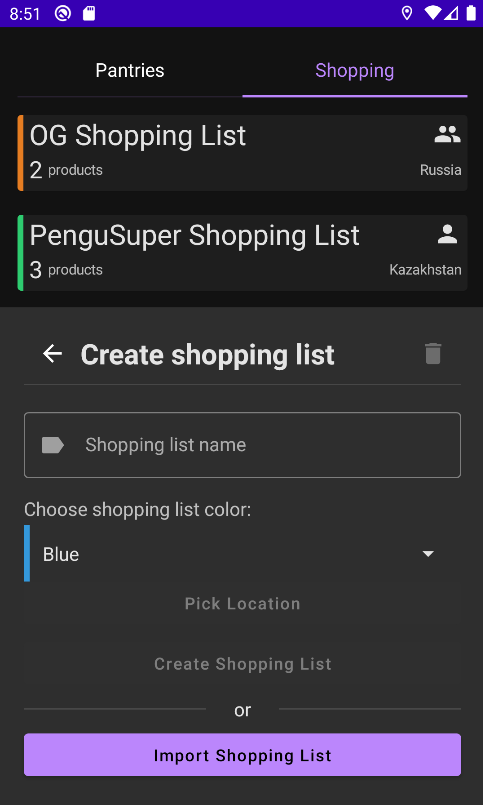 8:51
Pantries
Shopping
OG Shopping List
2 products
Russia
PenguSuper Shopping List
3 products
Kazakhstan
Create shopping list
Shopping list name
Choose shopping list color:
Blue
Pick Location
Create Shopping List
or
Import Shopping List